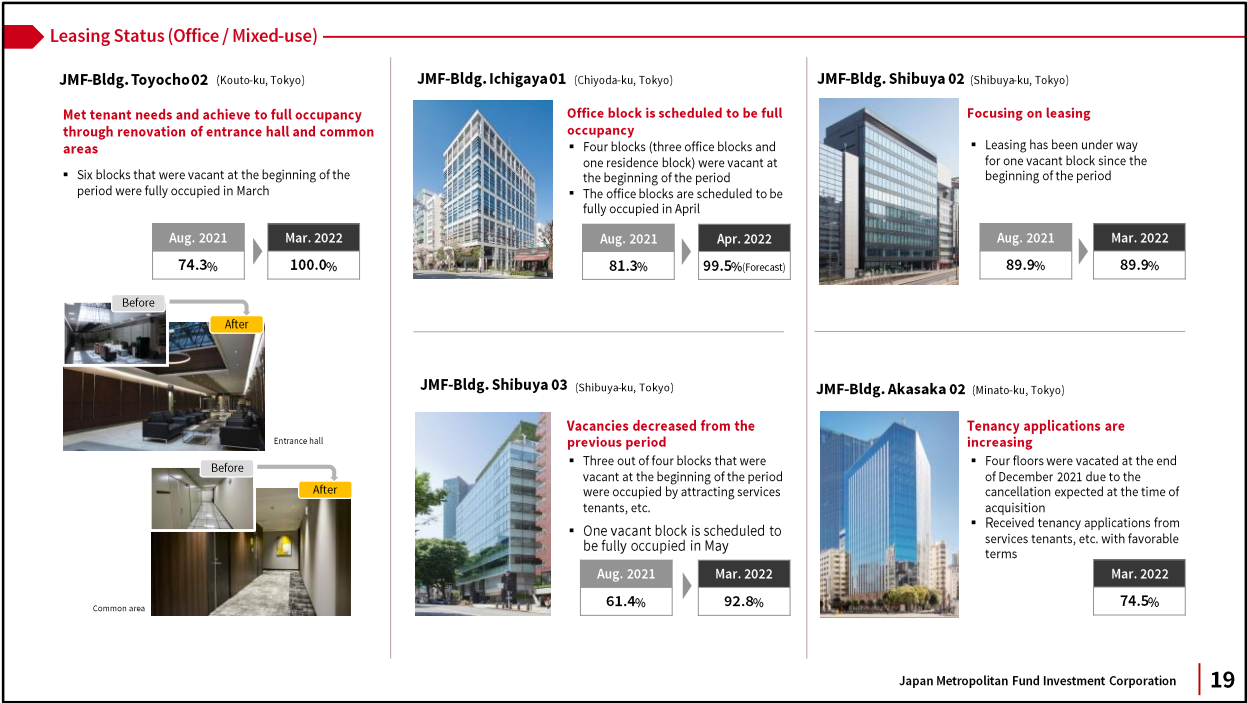 Leasing Status (Office / Mixed-use)
JMF-Bldg. Toyocho 02 (Kouto-ku, Tokyo)
Met tenant needs and achieve to full occupancy
through renovation of entrance hall and common
areas
▪ Six blocks that were vacant at the beginning of the
period were fully occupied in March
Aug. 2021
Mar. 2022
74.3%
100.0%
Before
After
Entrance hall
Before
After
Common area
JMF-Bldg. Ichigaya 01 (Chiyoda-ku, Tokyo)
Office block is scheduled to be full
occupancy
▪ Four blocks (three office blocks and
one residence block) were vacant at
the beginning of the period
▪ The office blocks are scheduled to be
fully occupied in April
Aug. 2021
Apr. 2022
81.3%
99.5%(Forecast)
JMF-Bldg. Shibuya 03 (Shibuya-ku, Tokyo)
Vacancies decreased from the
previous period
▪ Three out of four blocks that were
vacant at the beginning of the period
were occupied by attracting services
tenants, etc.
▪ One vacant block is scheduled to
be fully occupied in May
Aug. 2021
Mar. 2022
61.4%
92.8%
JMF-Bldg. Shibuya 02 (Shibuya-ku, Tokyo)
Focusing on leasing
▪ Leasing has been under way
for one vacant block since the
beginning of the period
Aug. 2021
Mar. 2022
89.9%
89.9%
JMF-Bldg. Akasaka 02 (Minato-ku, Tokyo)
Tenancy applications are
increasing
▪ Four floors were vacated at the end
of December 2021 due to the
cancellation expected at the time of
acquisition
▪ Received tenancy applications from
services tenants, etc. with favorable
terms
Mar. 2022
74.5%
Japan Metropolitan Fund Investment Corporation
19